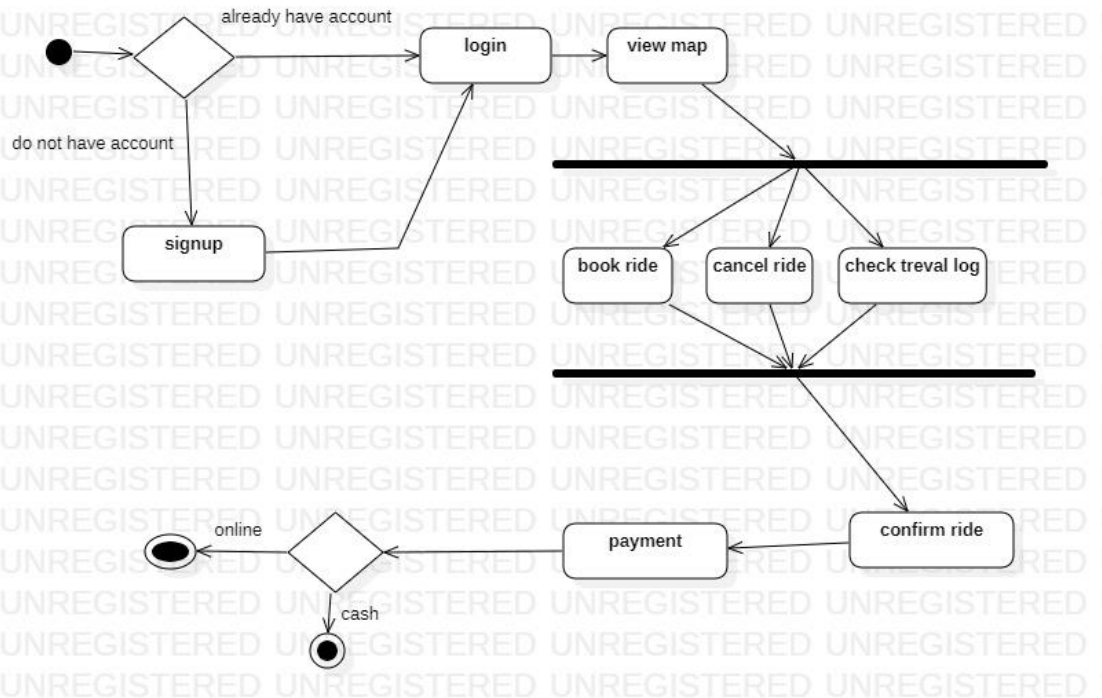 already have account
login
view map
do not have account
signup
book ride
cancel ride
check treval log
online
payment
confirm ride
cash
UNREGISTERED